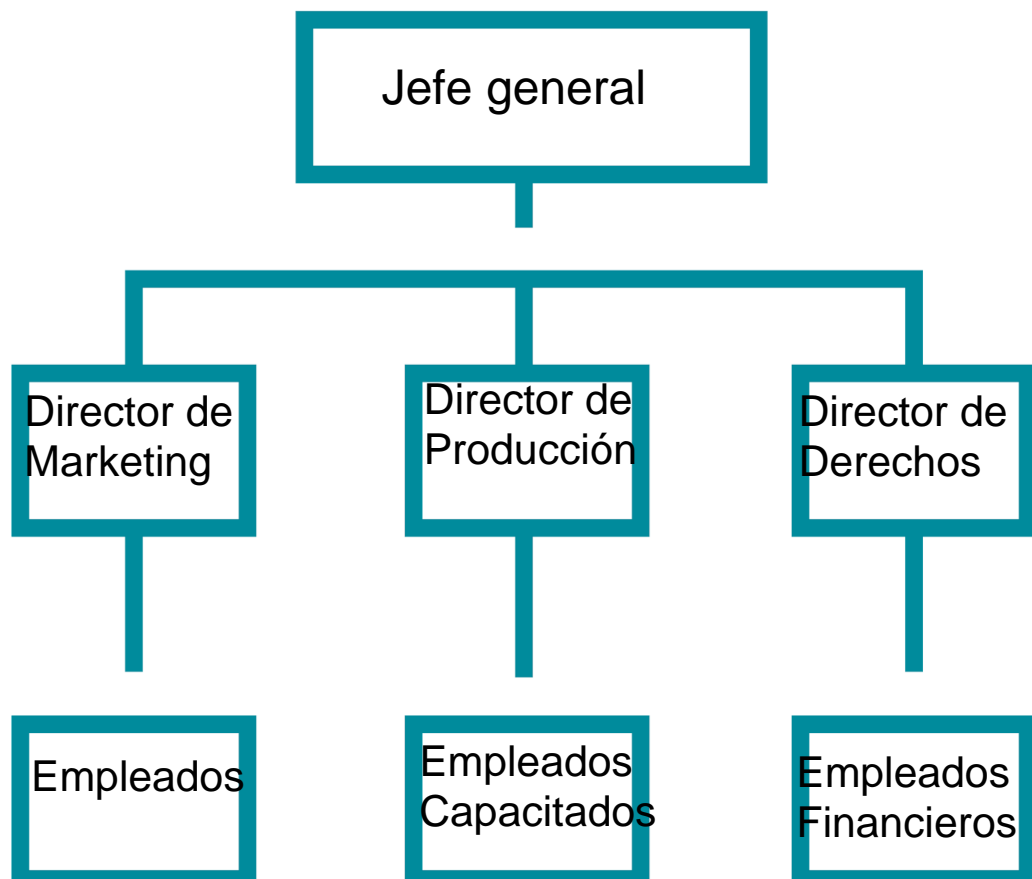 Jefe general
Director de
Marketing
Director de
Producción
Director de
Derechos
Empleados
Empleados
Capacitados
Empleados
Financieros